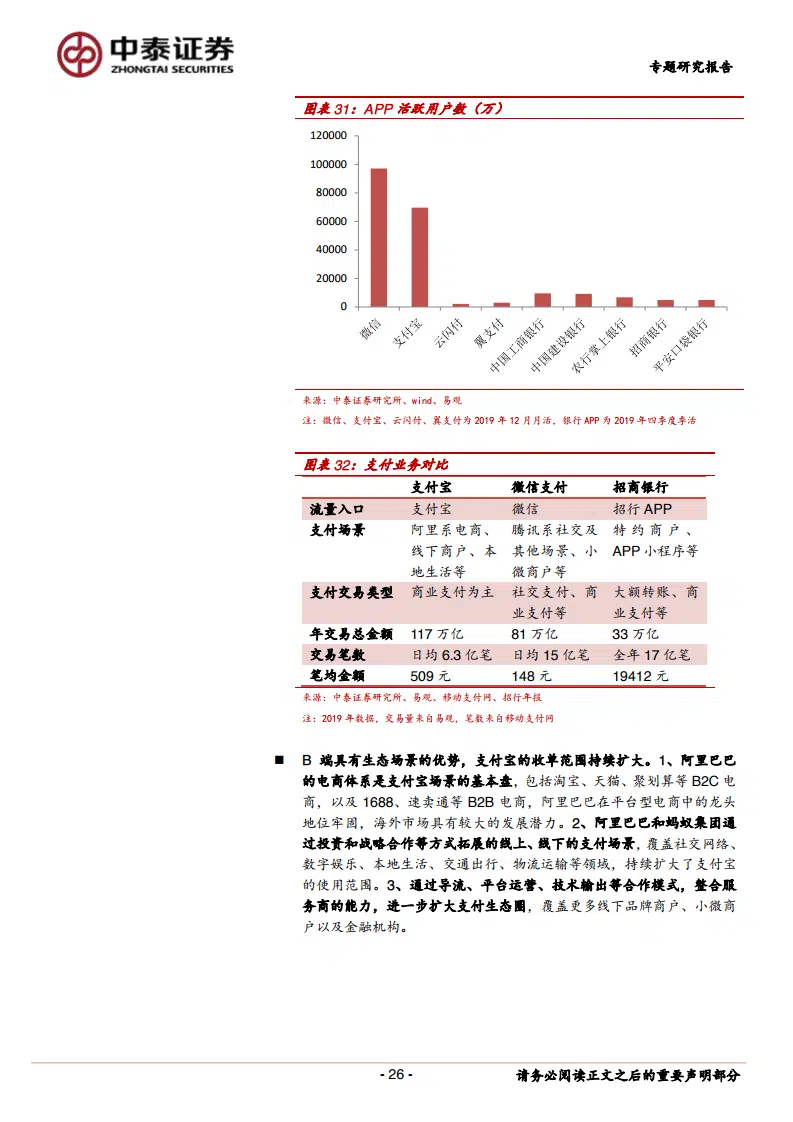 中泰证券
ZHONGTAI SECURITIES
专题研究报告
图表 31：APP 活跃用户数（万）
120000
100000
80000
60000
40000
20000
0
微信
支付宝
云闪付
翼支付
中国工商银行
中国建设银行
农行掌上银行
招商银行
平安口袋银行
来源：中泰证券研究所、wind、易观
注：微信、支付宝、云闪付、翼支付为 2019 年 12 月月活，银行 APP 为 2019 年四季度季活
图表 32：支付业务对比
支付宝 微信支付 招商银行
流量入口 支付宝 微信 招行 APP
支付场景 阿里系电商、 腾讯系社交及 特约商户、
线下商户、本 其他场景、小 APP 小程序等
地生活等 微商户等
支付交易类型 商业支付为主 社交支付、商 大额转账、商
业支付等 业支付等
年交易总金额 117 万亿 81 万亿 33 万亿
交易笔数 日均 6.3 亿笔 日均 15 亿笔 全年 17 亿笔
笔均金额 509 元 148 元 19412 元
来源：中泰证券研究所、易观、移动支付网、招行年报
注：2019 年数据，交易量来自易观，笔数来自移动支付网
■ B 端具有生态场景的优势，支付宝的收单范围持续扩大。1、阿里巴巴
的电商体系是支付宝场景的基本盘，包括淘宝、天猫、聚划算等 B2C 电
商，以及 1688、速卖通等 B2B 电商，阿里巴巴在平台型电商中的龙头
地位牢固，海外市场具有较大的发展潜力。2、阿里巴巴和蚂蚁集团通
过投资和战略合作等方式拓展的线上、线下的支付场景，覆盖社交网络、
数字娱乐、本地生活、交通出行、物流运输等领域，持续扩大了支付宝
的使用范围。3、通过导流、平台运营、技术输出等合作模式，整合服
务商的能力，进一步扩大支付生态圈，覆盖更多线下品牌商户、小微商
户以及金融机构。
- 26 -
请务必阅读正文之后的重要声明部分